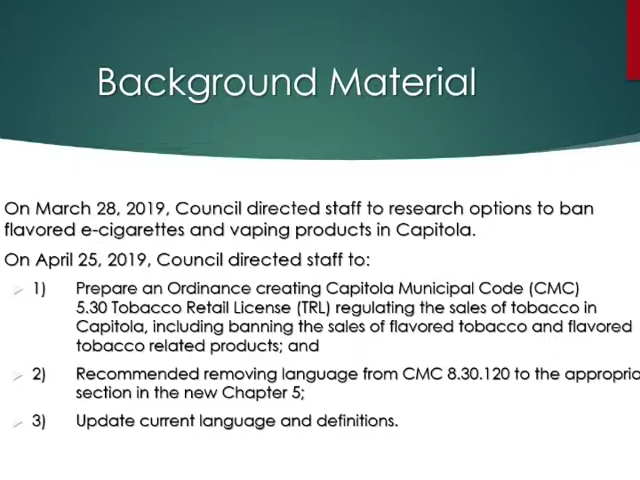 Background Material
On March 28, 2019, Council directed staff to research options to ban
flavored e-cigarettes and vaping products in Capitola.
On April 25, 2019, Council directed staff to:
1) Prepare an Ordinance creating Capitola Municipal Code (CMC)
5.30 Tobacco Retail License (TRL) regulating the sales of tobacco in
Capitola, including banning the sales of flavored tobacco and flavored
tobacco related products; and
2) Recommended removing language from CMC 8.30.120 to the appropria
section in the new Chapter 5;
3) Update current language and definitions.